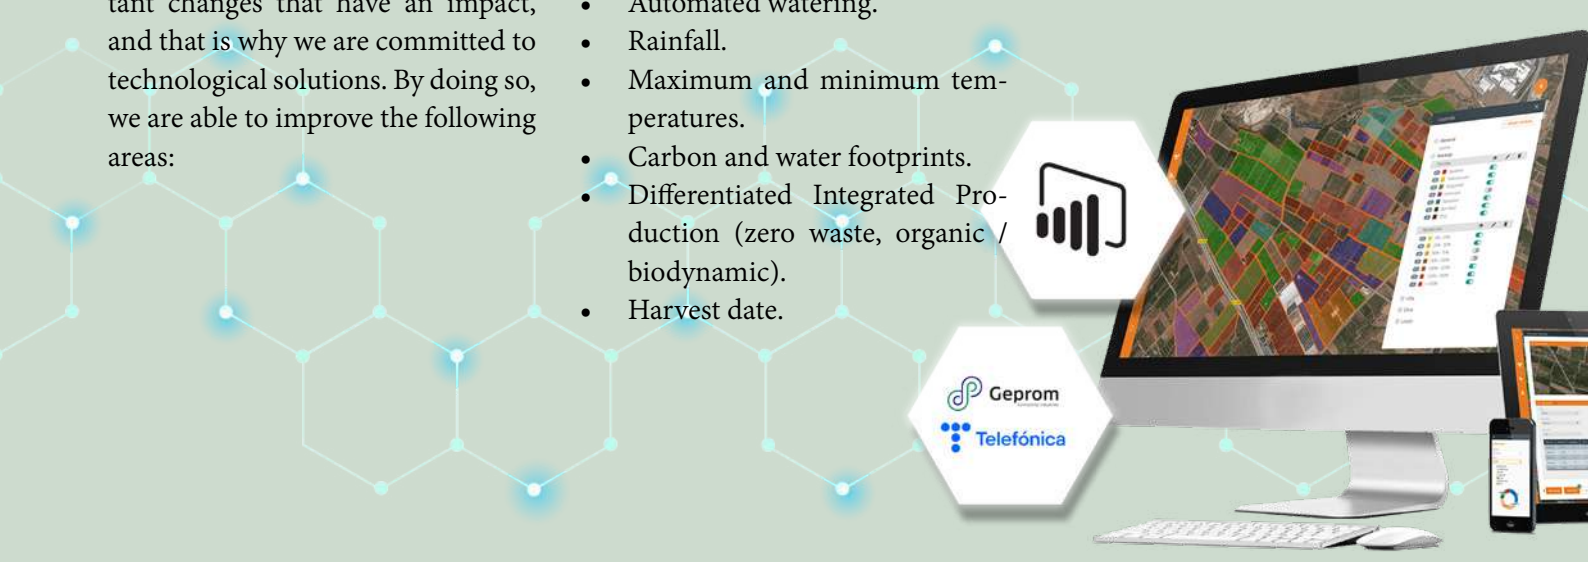 tant changes that have an impact,
and that is why we are committed to
technological solutions. By doing so,
we are able to improve the following
areas:
• Automated watering.
• Rainfall.
• Maximum and minimum tem-
peratures.
• Carbon and water footprints.
• Differentiated Integrated Pro-
duction (zero waste, organic /
biodynamic).
• Harvest date.
Geprom
Telefónica